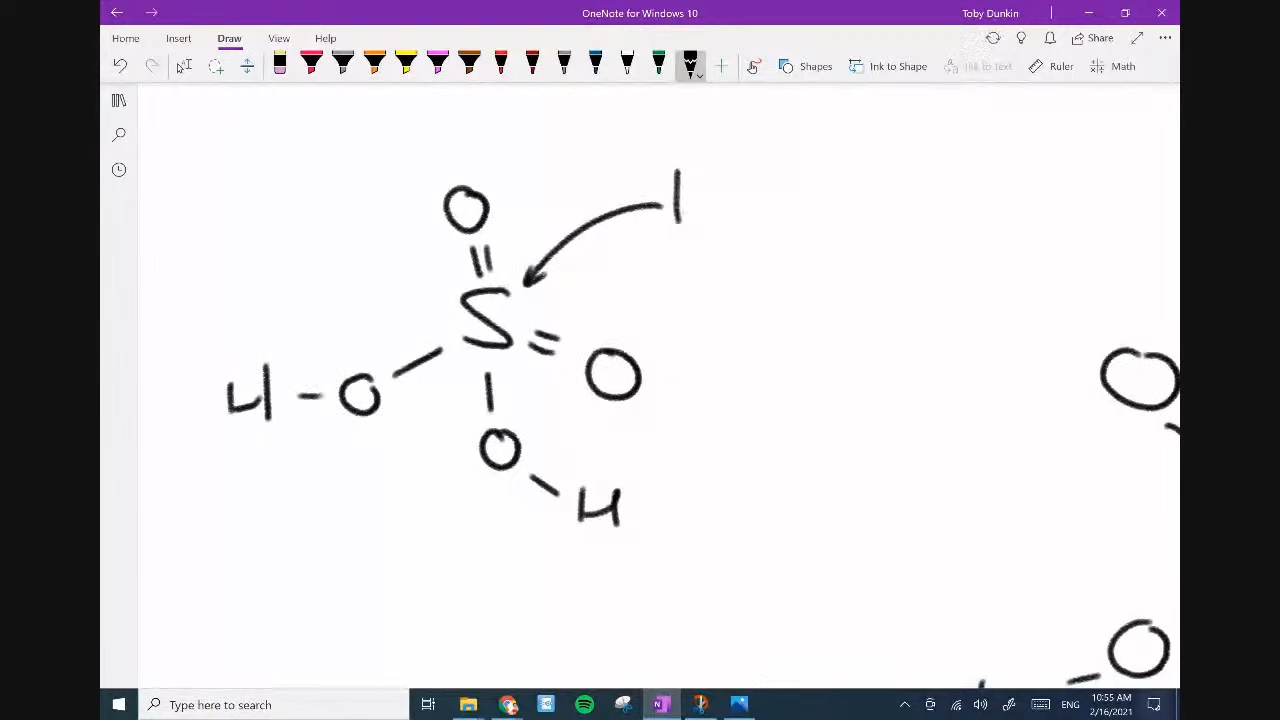 OneNote for Windows 10
Toby Dunkin
Home Insert Draw View Help
Share
Shapes Ink to Shape Ink to Text Ruler Math
O
S
O
H - O
O
H
O
O
Type here to search
ENG
10:55 AM
2/16/2021